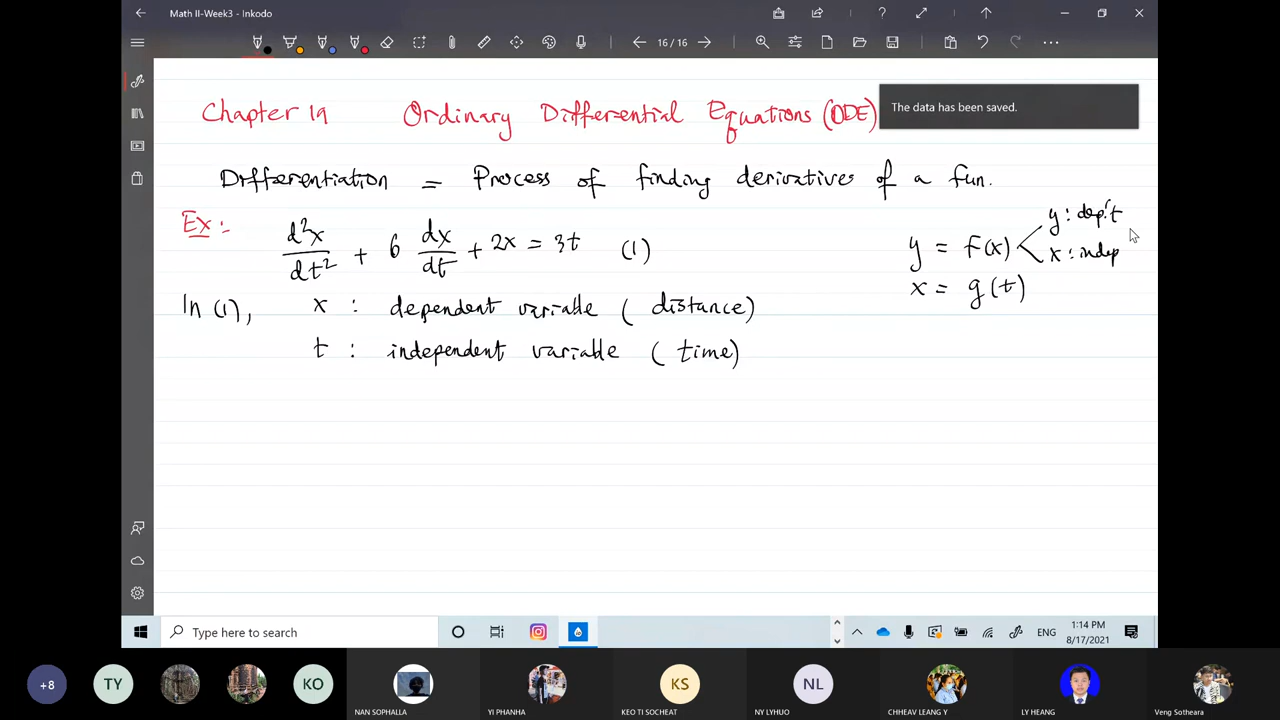 Math II-Week3 - Inkodo
16 / 16
The data has been saved.
Chapter 19 Ordinary Differential Equations (ODE)
Differentiation = Process of finding derivatives of a fun.
Ex:
d²x/dt² + 6 dx/dt + 2x = 3t (1)
y = f(x)
y : dep't
x : indep
x = g(t)
In (1), x : dependent variable ( distance)
t : independent variable ( time)
Type here to search
ENG
1:14 PM
8/17/2021
+8
TY
KO
KS
NL
NAN SOPHALLA
YI PHANHA
KEO TI SOCHEAT
NY LYHUO
CHHEAV LEANG Y
LY HEANG
Veng Sotheara